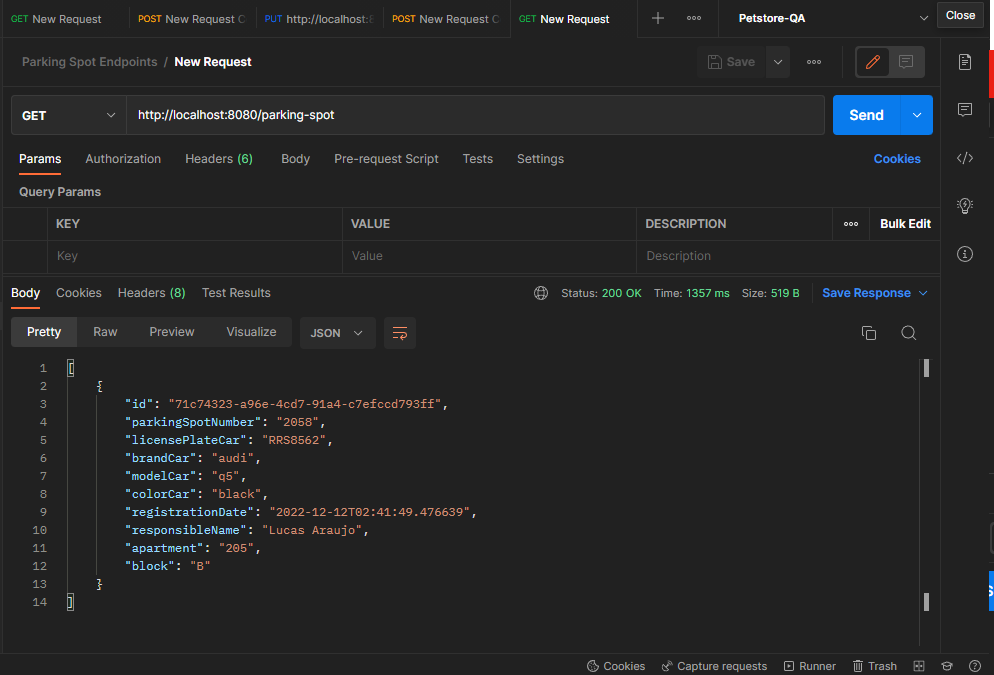 GET New Request POST New Request C PUT http://localhost:8 POST New Request C GET New Request Petstore-QA Close
Parking Spot Endpoints / New Request Save
GET http://localhost:8080/parking-spot Send
Params Authorization Headers (6) Body Pre-request Script Tests Settings Cookies
Query Params
KEY VALUE DESCRIPTION Bulk Edit
Key Value Description
Body Cookies Headers (8) Test Results Status: 200 OK Time: 1357 ms Size: 519 B Save Response
Pretty Raw Preview Visualize JSON
1 [
2 {
3 "id": "71c74323-a96e-4cd7-91a4-c7efccd793ff",
4 "parkingSpotNumber": "2058",
5 "licensePlateCar": "RRS8562",
6 "brandCar": "audi",
7 "modelCar": "q5",
8 "colorCar": "black",
9 "registrationDate": "2022-12-12T02:41:49.476639",
10 "responsibleName": "Lucas Araujo",
11 "apartment": "205",
12 "block": "B"
13 }
14 ]
Cookies Capture requests Runner Trash